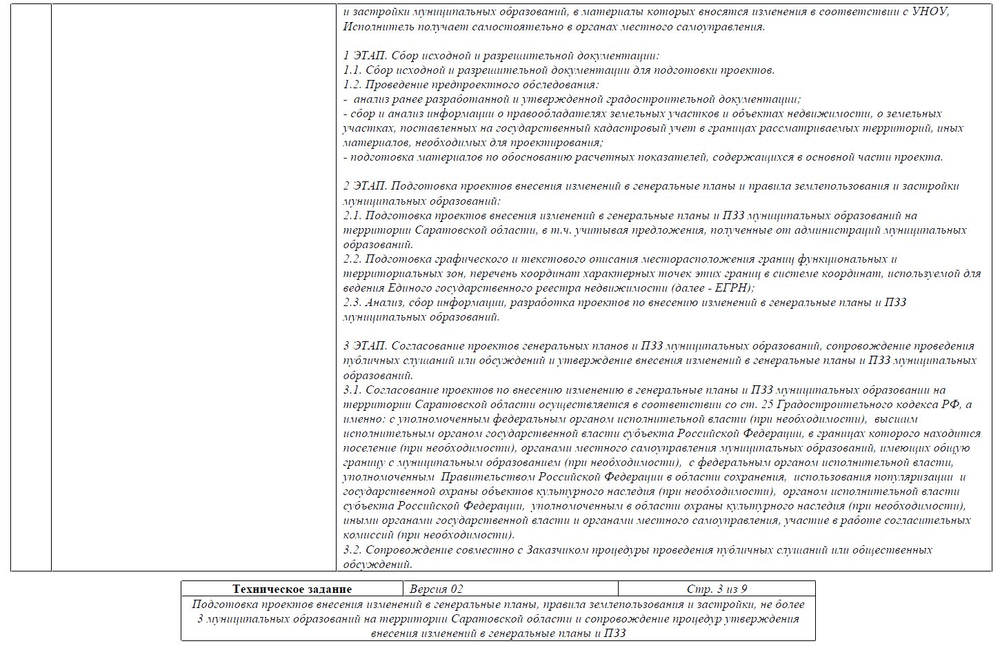 и застройки муниципальных образований, в материалы которых вносятся изменения в соответствии с УНОУ,
Исполнитель получает самостоятельно в органах местного самоуправления.
1 ЭТАП. Сбор исходной и разрешительной документации:
1.1. Сбор исходной и разрешительной документации для подготовки проектов.
1.2. Проведение предпроектного обследования:
- анализ ранее разработанной и утвержденной градостроительной документации;
- сбор и анализ информации о правообладателях земельных участков и объектах недвижимости, о земельных
участках, поставленных на государственный кадастровый учет в границах рассматриваемых территорий, иных
материалов, необходимых для проектирования;
- подготовка материалов по обоснованию расчетных показателей, содержащихся в основной части проекта.
2 ЭТАП. Подготовка проектов внесения изменений в генеральные планы и правила землепользования и застройки
муниципальных образований:
2.1. Подготовка проектов внесения изменений в генеральные планы и ПЗЗ муниципальных образований на
территории Саратовской области, в т.ч. учитывая предложения, полученные от администраций муниципальных
образований.
2.2. Подготовка графического и текстового описания месторасположения границ функциональных и
территориальных зон, перечень координат характерных точек этих границ в системе координат, используемой для
ведения Единого государственного реестра недвижимости (далее - ЕГРН);
2.3. Анализ, сбор информации, разработка проектов по внесению изменений в генеральные планы и ПЗЗ
муниципальных образований.
3 ЭТАП. Согласование проектов генеральных планов и ПЗЗ муниципальных образований, сопровождение проведения
публичных слушаний или обсуждений и утверждение внесения изменений в генеральные планы и ПЗЗ муниципальных
образований.
3.1. Согласование проектов по внесению изменению в генеральные планы и ПЗЗ муниципальных образовании на
территории Саратовской области осуществляется в соответствии со ст. 25 Градостроительного кодекса РФ, а
именно: с уполномоченным федеральным органом исполнительной власти (при необходимости), высшим
исполнительным органом государственной власти субъекта Российской Федерации, в границах которого находится
поселение (при необходимости), органами местного самоуправления муниципальных образований, имеющих общую
границу с муниципальным образованием (при необходимости), с федеральным органом исполнительной власти,
уполномоченным Правительством Российской Федерации в области сохранения, использования популяризации и
государственной охраны объектов культурного наследия (при необходимости), органом исполнительной власти
субъекта Российской Федерации, уполномоченным в области охраны культурного наследия (при необходимости),
иными органами государственной власти и органами местного самоуправления, участие в работе согласительных
комиссий (при необходимости).
3.2. Сопровождение совместно с Заказчиком процедуры проведения публичных слушаний или общественных
обсуждений.
Техническое задание Версия 02 Стр. 3 из 9
Подготовка проектов внесения изменений в генеральные планы, правила землепользования и застройки, не более
3 муниципальных образований на территории Саратовской области и сопровождение процедур утверждения
внесения изменений в генеральные планы и ПЗЗ